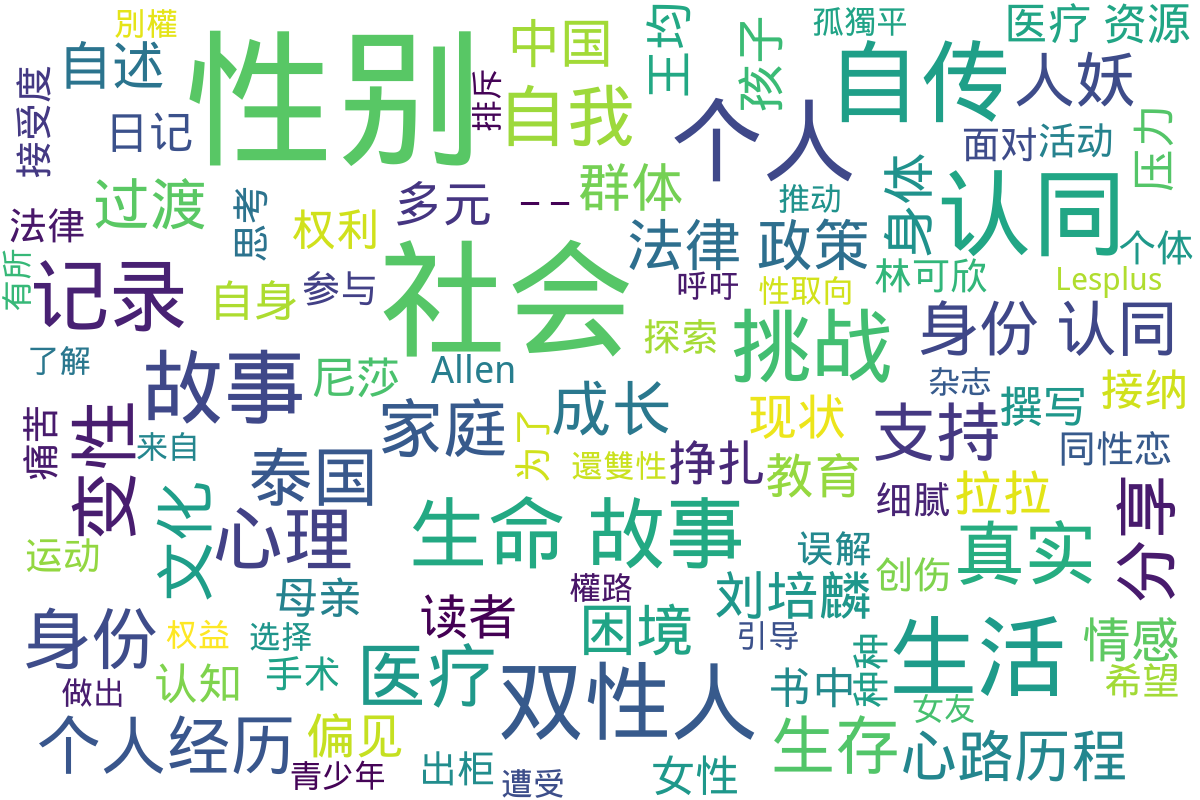 別權
自述
性别
排斥
中国
王均
孩子
孤獨平
医疗 资源
自传
人妖
接受度
日记
自我
个人
面对
活动
压力
过渡
思考
多元
- -
群体
推动
身体
认同
法律
权利
法律 政策
个体
有所
记录
自身
参与
社会
呼吁
性取向
林可欣
Lesplus
了解
故事
尼莎
Allen
探索
挑战
身份 认同
杂志
接纳
痛苦
变性
来自
家庭
为了
成长
现状
支持
撰写
同性恋
泰国
還雙性
挣扎
教育
细腻
拉拉
分享
运动
文化
心理
生命 故事
误解
真实
母亲
读者
權路
困境
刘培麟
创伤
身份
权益
选择
引导
种种
生活
情感
做出
认知
手术
医疗
双性人
书中
女友
希望
个人经历
偏见
青少年
出柜
遭受
女性
生存
心路历程